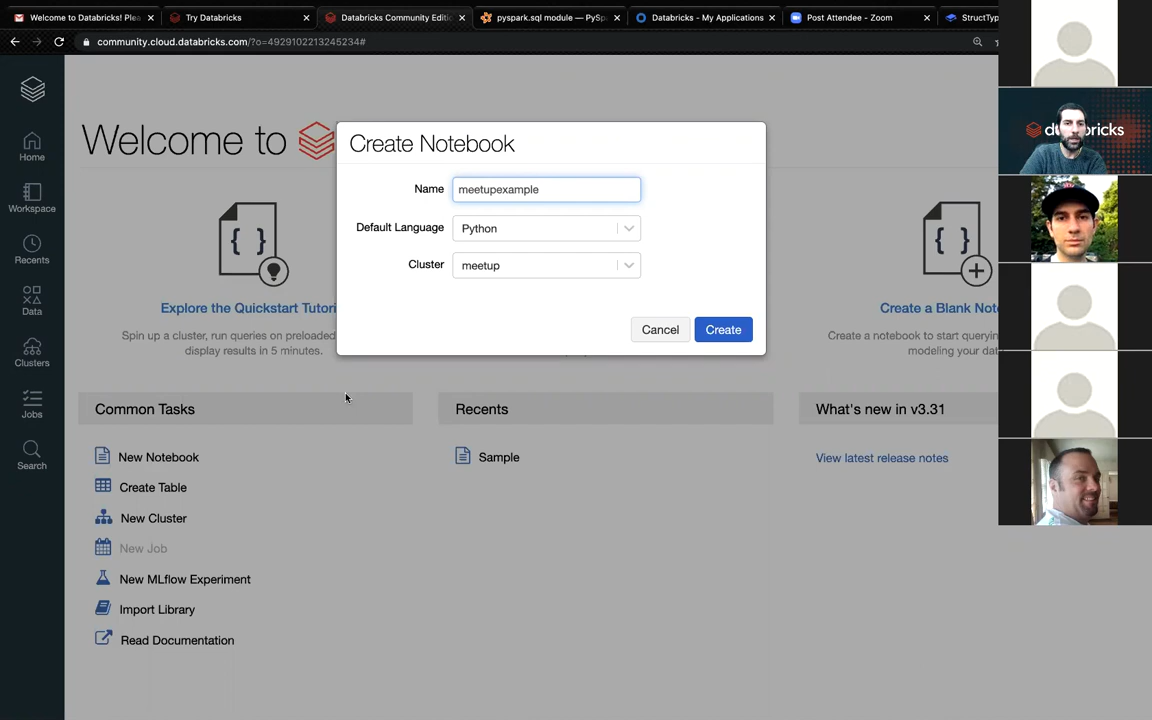 Welcome to Databricks! Plea
Try Databricks
Databricks Community Editi
pyspark.sql module — PySp
Databricks - My Applications
Post Attendee - Zoom
StructTyp
community.cloud.databricks.com/?o=4929102213245234#
Home
Workspace
Recents
Data
Clusters
Jobs
Search
Welcome to
Create Notebook
Name
meetupexample
Default Language
Python
Cluster
meetup
Cancel
Create
Explore the Quickstart Tutori
Spin up a cluster, run queries on preloaded
display results in 5 minutes.
Create a Blank Note
Create a notebook to start queryin
modeling your dat
Common Tasks
New Notebook
Create Table
New Cluster
New Job
New MLflow Experiment
Import Library
Read Documentation
Recents
Sample
What's new in v3.31
View latest release notes